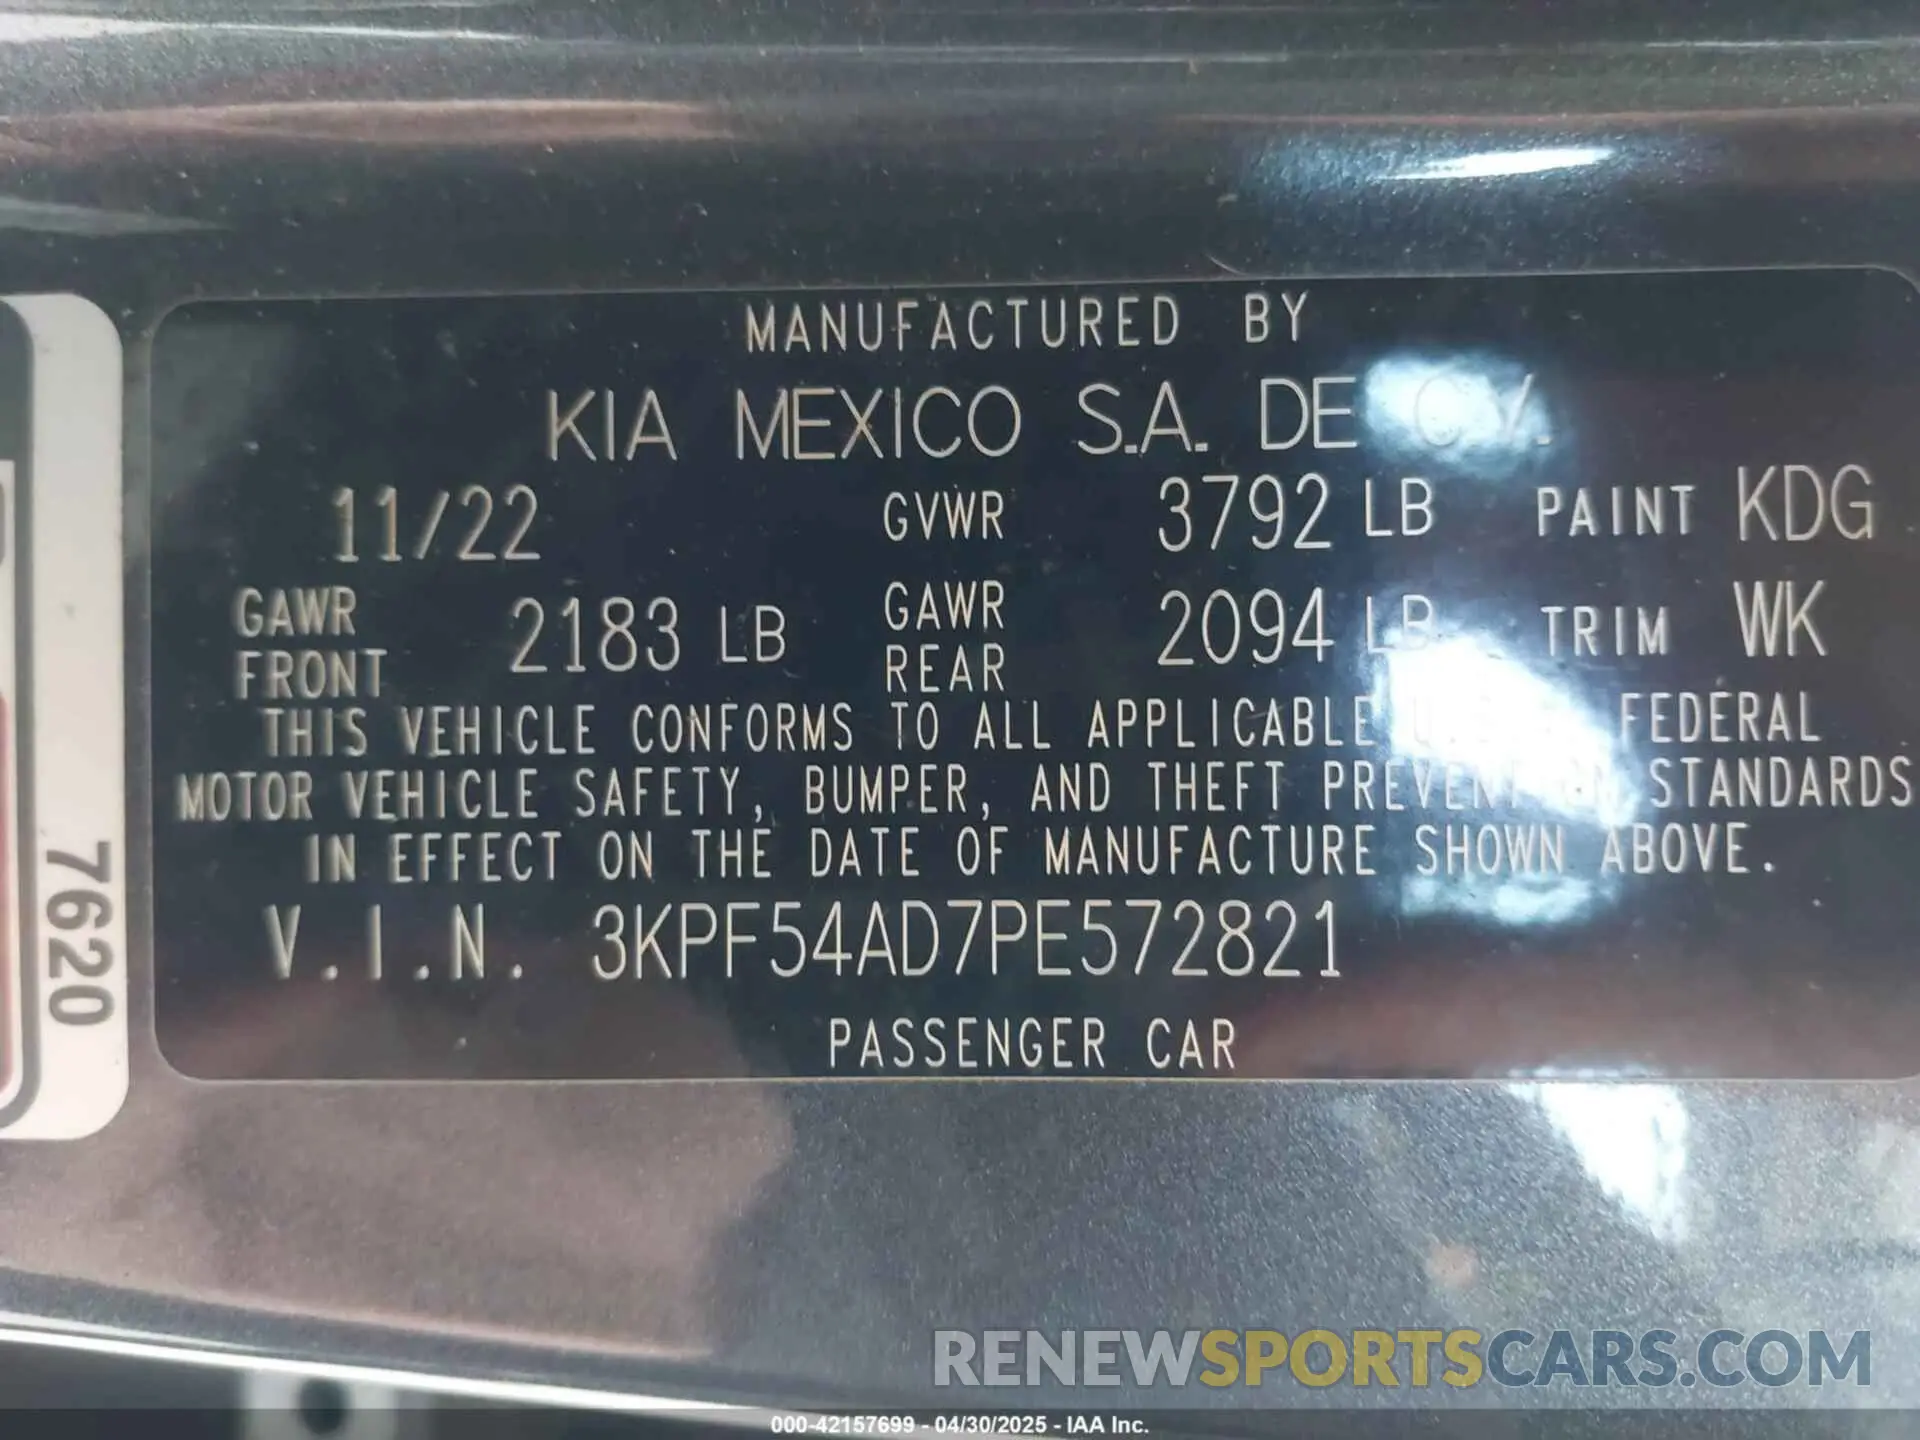 MANUFACTURED BY
KIA MEXICO S.A. DE C.V.
11/22 GVWR 3792 LB PAINT KDG
GAWR FRONT 2183 LB GAWR REAR 2094 LB TRIM WK
THIS VEHICLE CONFORMS TO ALL APPLICABLE U.S. FEDERAL
MOTOR VEHICLE SAFETY, BUMPER, AND THEFT PREVENTION STANDARDS
IN EFFECT ON THE DATE OF MANUFACTURE SHOWN ABOVE.
V.I.N. 3KPF54AD7PE572821
PASSENGER CAR
7620
RENEWSPORTSCARS.COM
000-42157699 - 04/30/2025 - IAA Inc.